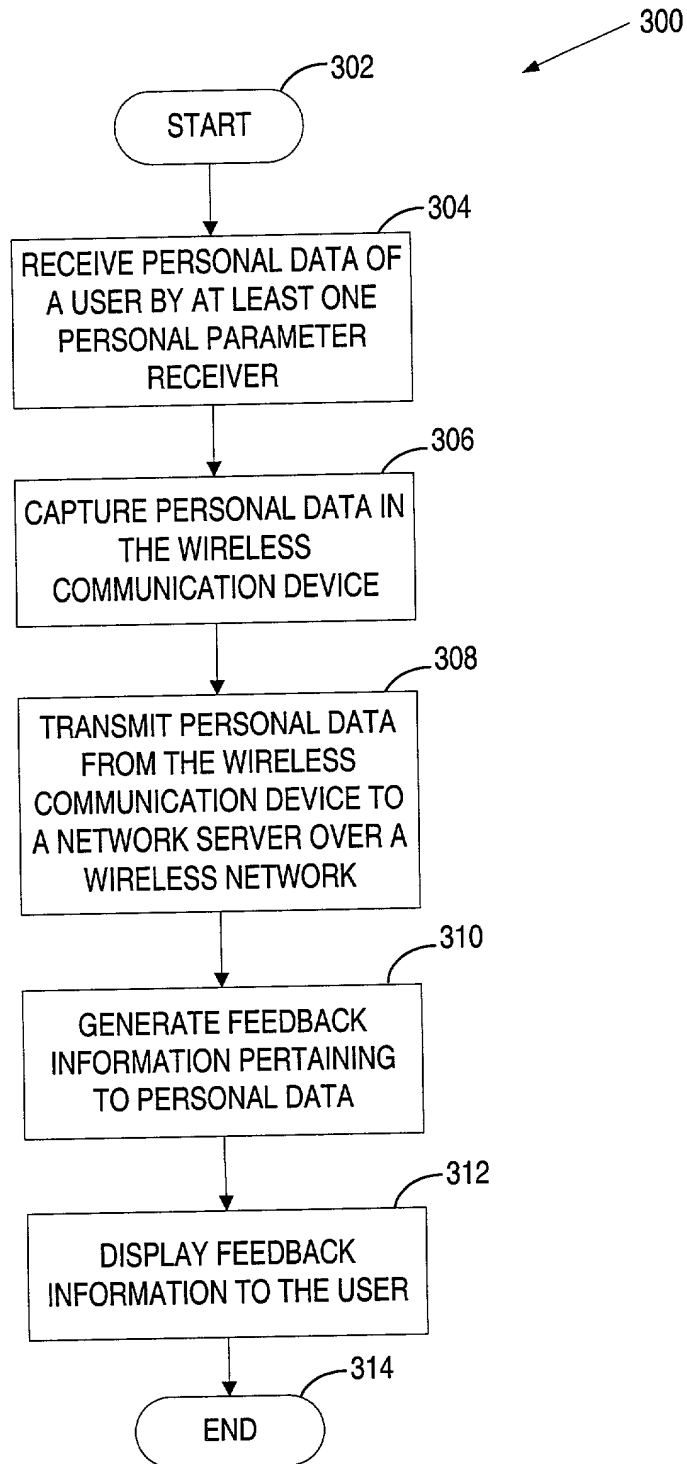 300
302
START
304
RECEIVE PERSONAL DATA OF
A USER BY AT LEAST ONE
PERSONAL PARAMETER
RECEIVER
306
CAPTURE PERSONAL DATA IN
THE WIRELESS
COMMUNICATION DEVICE
308
TRANSMIT PERSONAL DATA
FROM THE WIRELESS
COMMUNICATION DEVICE TO
A NETWORK SERVER OVER A
WIRELESS NETWORK
310
GENERATE FEEDBACK
INFORMATION PERTAINING
TO PERSONAL DATA
312
DISPLAY FEEDBACK
INFORMATION TO THE USER
314
END